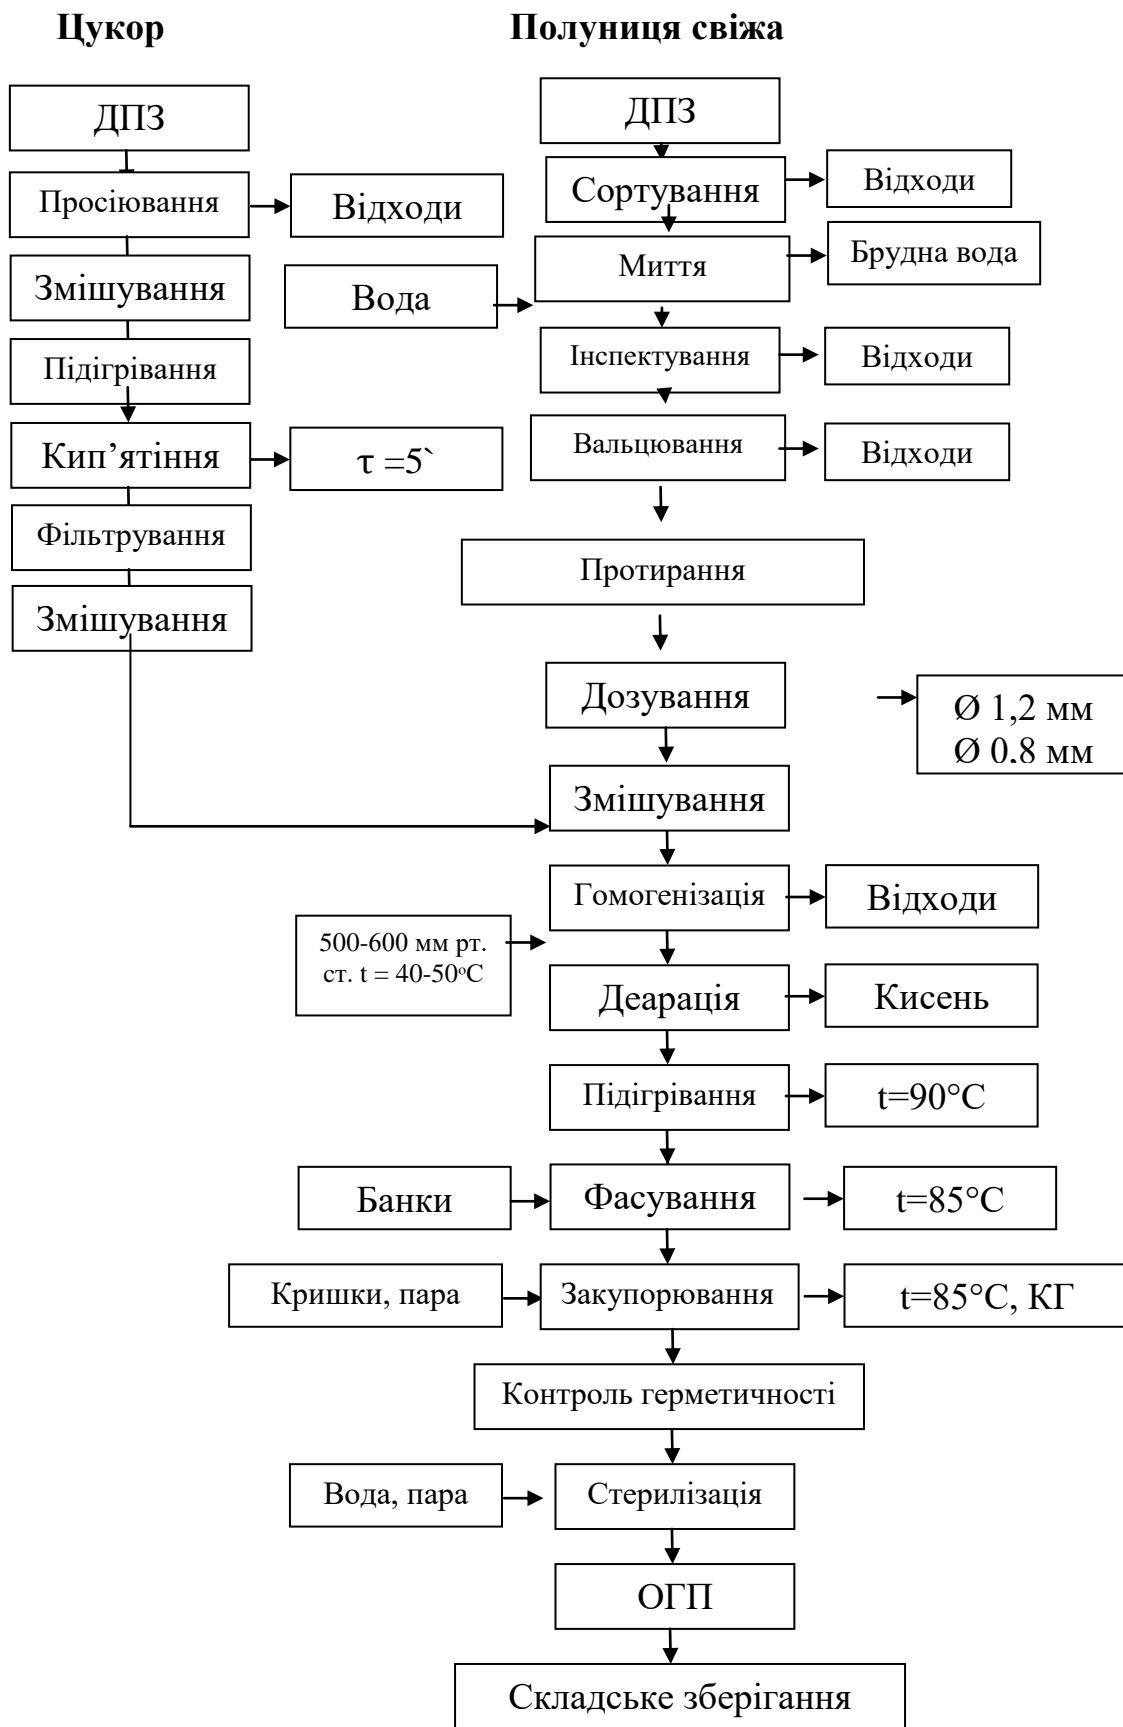 Цукор
Полуниця свіжа
ДПЗ
ДПЗ
Просіювання
Відходи
Сортування
Відходи
Змішування
Вода
Миття
Брудна вода
Підігрівання
Інспектування
Відходи
Кип’ятіння
τ =5`
Вальцювання
Відходи
Фільтрування
Протирання
Змішування
Дозування
Ø 1,2 мм
Ø 0,8 мм
Змішування
Гомогенізація
Відходи
500-600 мм рт.
ст. t = 40-50°С
Деарація
Кисень
Підігрівання
t=90°С
Банки
Фасування
t=85°С
Кришки, пара
Закупорювання
t=85°С, КГ
Контроль герметичності
Вода, пара
Стерилізація
ОГП
Складське зберігання